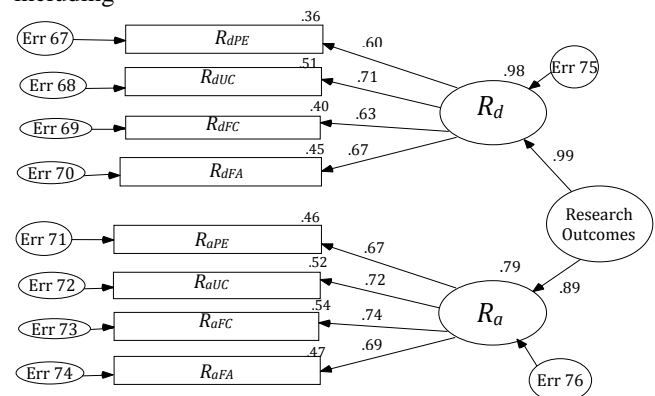 including
.36
Err 67
RdPE
.60
.51
.98
Err 75
Err 68
RdUC
.71
Rd
.40
Err 69
RdFC
.63
.45
.67
.99
Err 70
RdFA
Research
Outcomes
.46
Err 71
RaPE
.67
.52
.79
Err 72
RaUC
.72
.89
.54
Ra
Err 73
RaFC
.74
.47
.69
Err 74
RaFA
Err 76